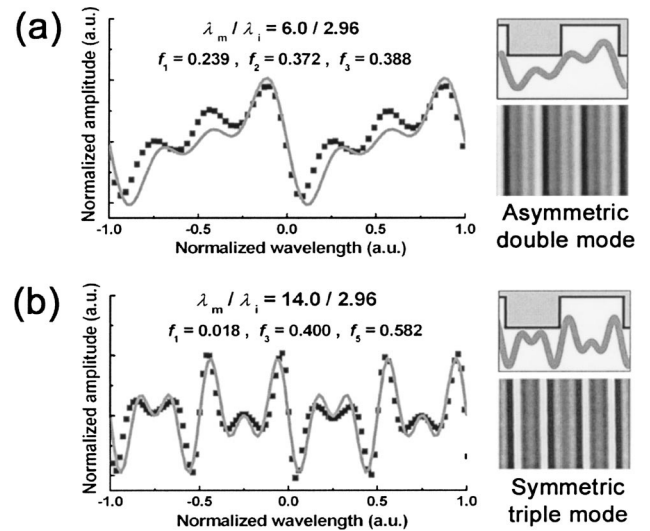 (a)
λm / λi = 6.0 / 2.96
f1 = 0.239 , f2 = 0.372 , f3 = 0.388
Normalized amplitude (a.u.)
-1.0 -0.5 0.0 0.5 1.0
Normalized wavelength (a.u.)
Asymmetric
double mode
(b)
λm / λi = 14.0 / 2.96
f1 = 0.018 , f3 = 0.400 , f5 = 0.582
Normalized amplitude (a.u.)
-1.0 -0.5 0.0 0.5 1.0
Normalized wavelength (a.u.)
Symmetric
triple mode